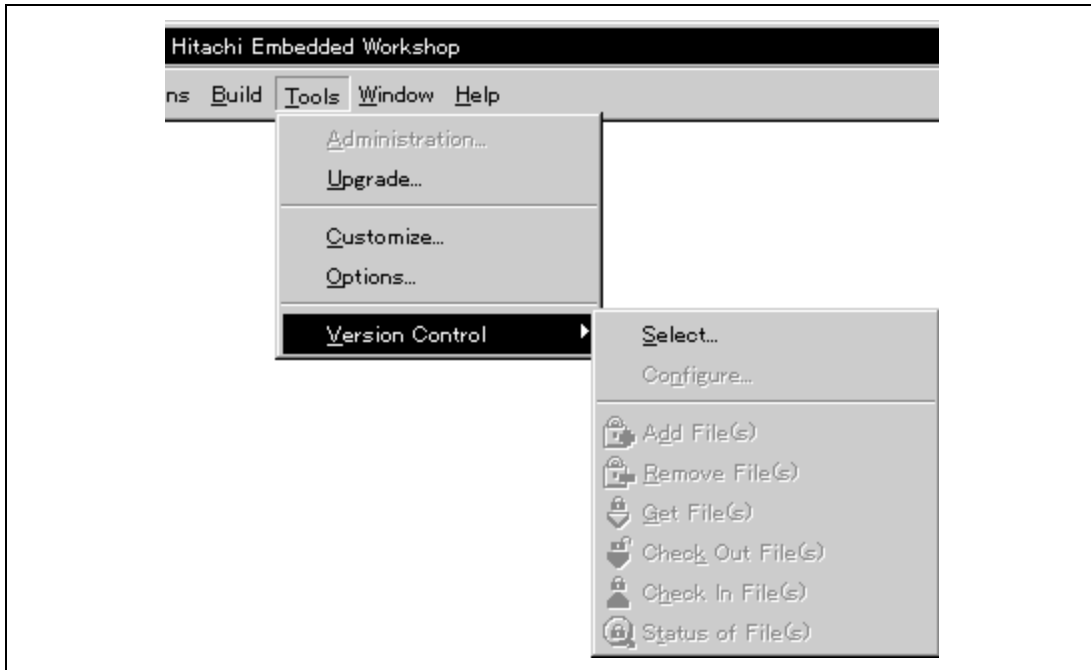 Hitachi Embedded Workshop
ns Build Tools Window Help
Administration...
Upgrade...
Customize...
Options...
Version Control
Select...
Configure...
Add File(s)
Remove File(s)
Get File(s)
Check Out File(s)
Check In File(s)
Status of File(s)